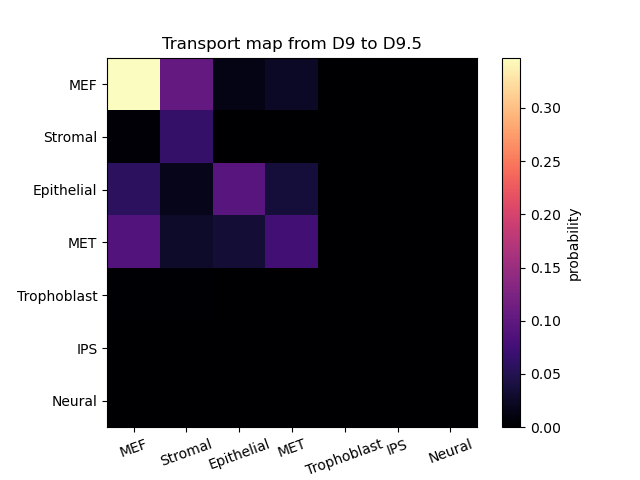 Transport map from D9 to D9.5
MEF
Stromal
Epithelial
MET
Trophoblast
IPS
Neural
MEF
Stromal
Epithelial
MET
Trophoblast
IPS
Neural
0.30
0.25
0.20
0.15
0.10
0.05
0.00
probability